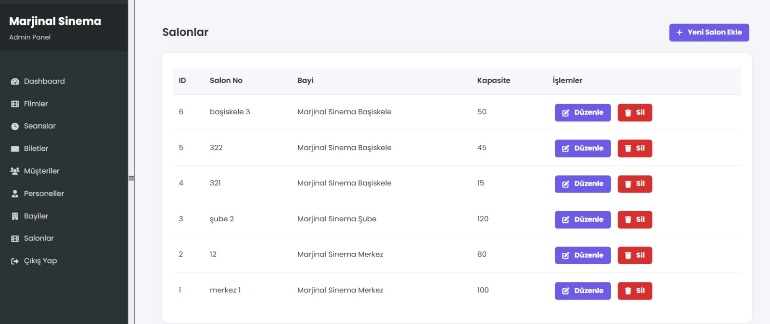 Marjinal Sinema
Admin Panel
Dashboard
Filmler
Seanslar
Biletler
Müşteriler
Personeller
Bayiler
Salonlar
Çıkış Yap
Salonlar
Yeni Salon Ekle
ID Salon No Bayi Kapasite İşlemler
6 başiskele 3 Marjinal Sinema Başiskele 50 Düzenle Sil
5 322 Marjinal Sinema Başiskele 45 Düzenle Sil
4 321 Marjinal Sinema Başiskele 15 Düzenle Sil
3 şube 2 Marjinal Sinema Şube 120 Düzenle Sil
2 12 Marjinal Sinema Merkez 80 Düzenle Sil
1 merkez 1 Marjinal Sinema Merkez 100 Düzenle Sil